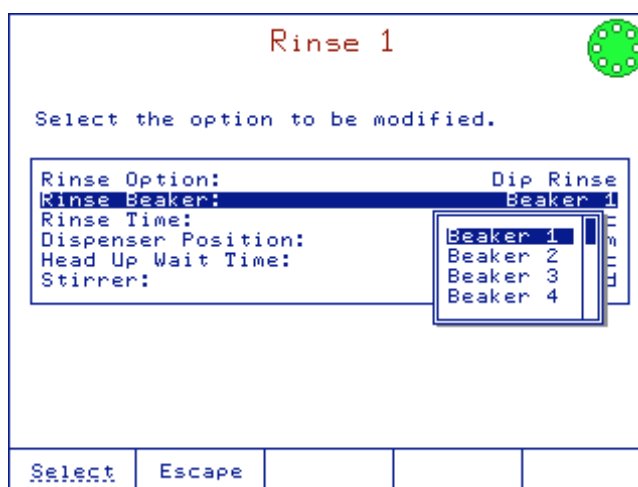 Rinse 1
Select the option to be modified.
Rinse Option: Dip Rinse
Rinse Beaker: Beaker 1
Rinse Time:
Dispenser Position:
Head Up Wait Time:
Stirrer:
Beaker 1
Beaker 2
Beaker 3
Beaker 4
Select Escape